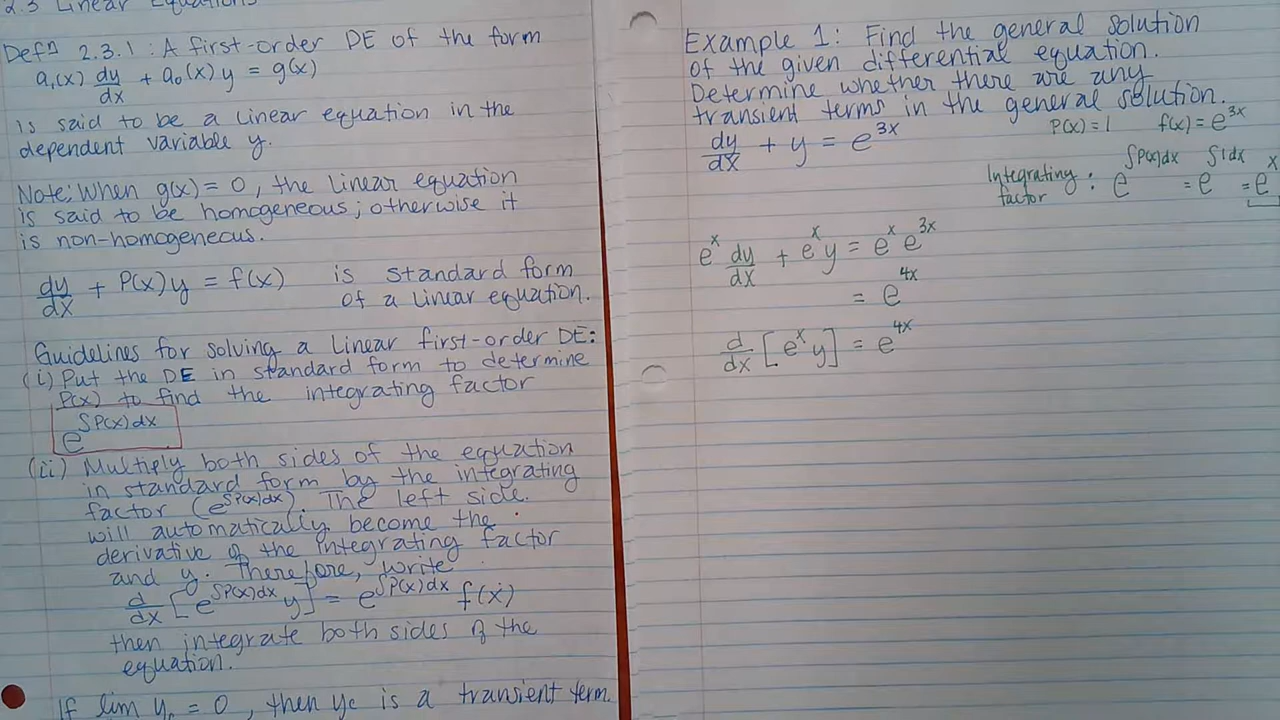 2.3 Linear Equations
Defⁿ 2.3.1: A first-order DE of the form
a₁(x) dy/dx + a₀(x) y = g(x)
is said to be a linear equation in the
dependent variable y.
Note: When g(x) = 0, the linear equation
is said to be homogeneous; otherwise it
is non-homogeneous.
dy/dx + P(x)y = f(x) is standard form
of a linear equation.
Guidelines for solving a linear first-order DE:
(i) Put the DE in standard form to determine
P(x) to find the integrating factor
e^∫P(x)dx
(ii) Multiply both sides of the equation
in standard form by the integrating
factor (e^∫P(x)dx). The left side
will automatically become the
derivative of the integrating factor
and y. Therefore, write
d/dx [e^∫P(x)dx y] = e^∫P(x)dx f(x)
then integrate both sides of the
equation.
If lim y = 0, then yc is a transient term.
Example 1: Find the general solution
of the given differential equation.
Determine whether there are any
transient terms in the general solution.
dy/dx + y = e^3x P(x) = 1 f(x) = e^3x
Integrating factor : e^∫P(x)dx = e^∫1dx = e^x
e^x dy/dx + e^x y = e^x e^3x
= e^4x
d/dx [e^x y] = e^4x